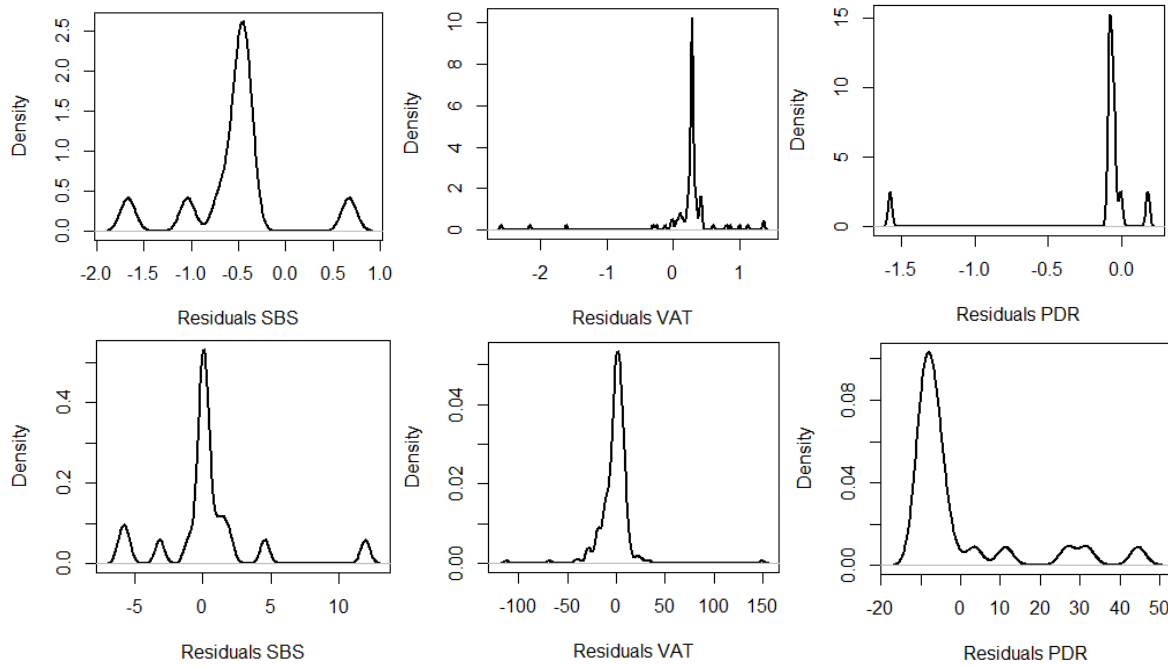 Density
2.5
2.0
1.5
1.0
0.5
0.0
-2.0 -1.5 -1.0 -0.5 0.0 0.5 1.0
Residuals SBS
Density
10
8
6
4
2
0
-2 -1 0 1
Residuals VAT
Density
15
10
5
0
-1.5 -1.0 -0.5 0.0
Residuals PDR
Density
0.4
0.2
0.0
-5 0 5 10
Residuals SBS
Density
0.04
0.02
0.00
-100 -50 0 50 100 150
Residuals VAT
Density
0.08
0.04
0.00
-20 0 10 20 30 40 50
Residuals PDR